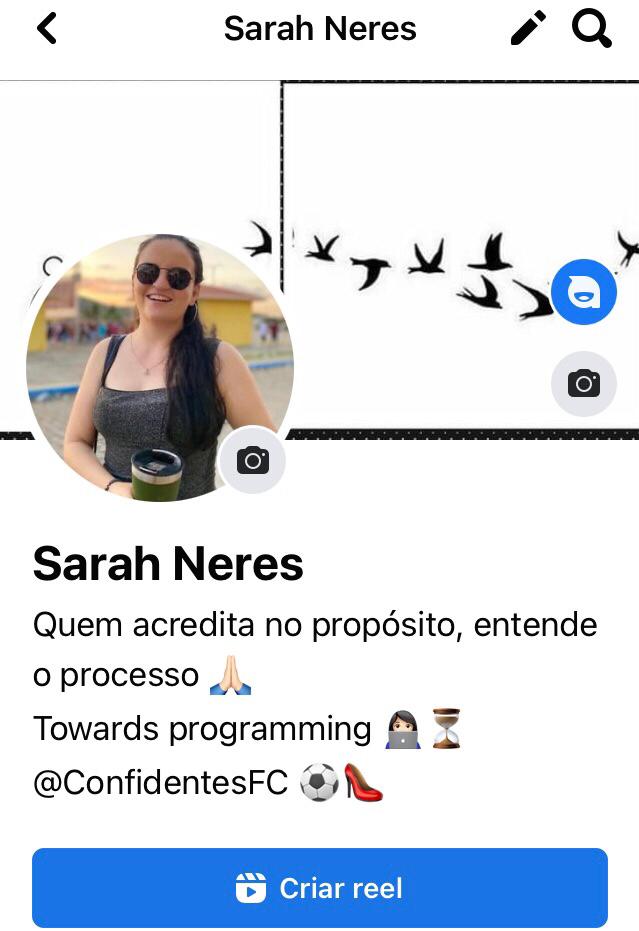 Sarah Neres
Sarah Neres
Quem acredita no propósito, entende
o processo 🙏🏻
Towards programming 👩🏻‍💻⏳
@ConfidentesFC ⚽👠
Criar reel